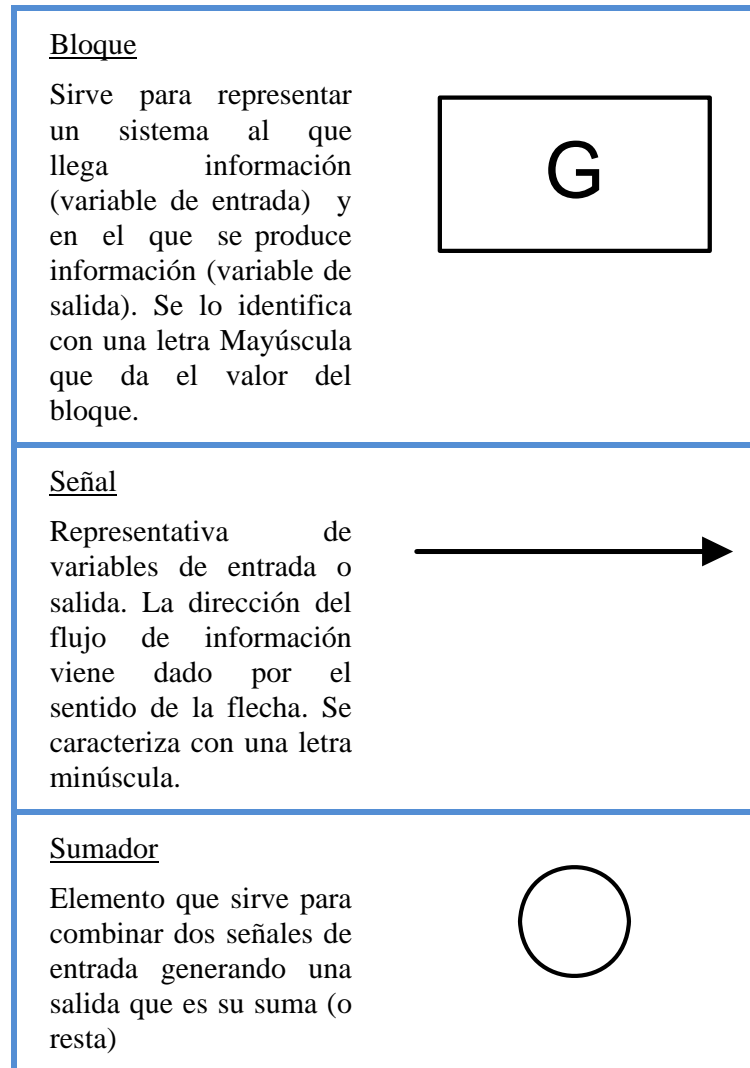 Bloque
Sirve para representar
un sistema al que
llega información
(variable de entrada) y
en el que se produce
información (variable de
salida). Se lo identifica
con una letra Mayúscula
que da el valor del
bloque.
G
Señal
Representativa de
variables de entrada o
salida. La dirección del
flujo de información
viene dado por el
sentido de la flecha. Se
caracteriza con una letra
minúscula.
Sumador
Elemento que sirve para
combinar dos señales de
entrada generando una
salida que es su suma (o
resta)